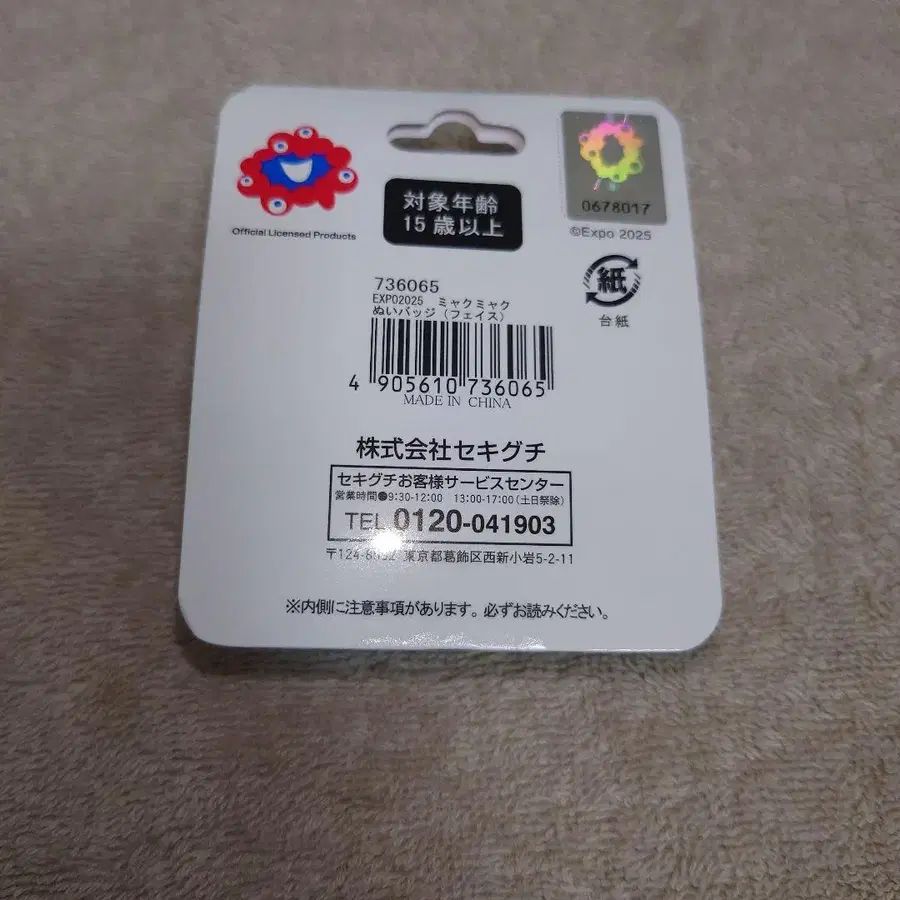 Official Licensed Products
対象年齢
15歳以上
0678017
©Expo 2025
紙
台紙
736065
EXPO2025 ミャクミャク
ぬいバッジ（フェイス）
4 905610 736065
MADE IN CHINA
株式会社セキグチ
セキグチお客様サービスセンター
営業時間●9:30-12:00 13:00-17:00(土日祭除)
TEL 0120-041903
東京都葛飾区西新小岩5-2-11
※内側に注意事項があります。必ずお読みください。